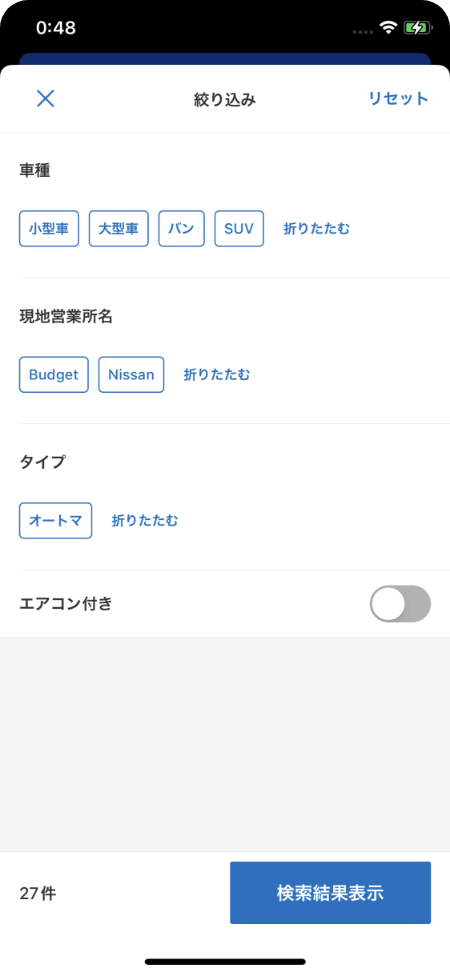 0:48
絞り込み リセット
車種
小型車 大型車 バン SUV 折りたたむ
現地営業所名
Budget Nissan 折りたたむ
タイプ
オートマ 折りたたむ
エアコン付き
27件 検索結果表示